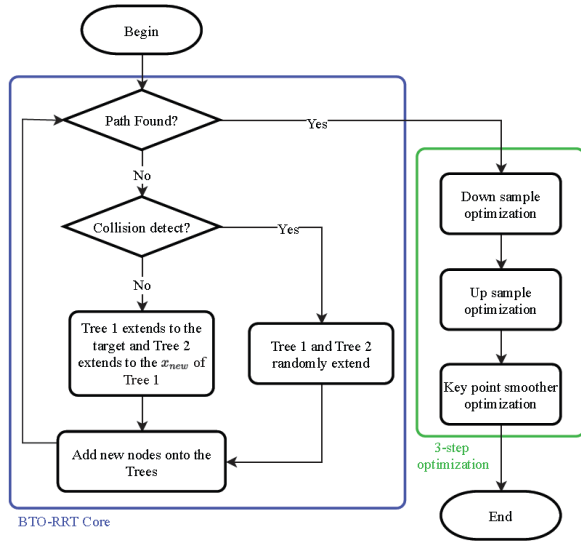 Begin
Path Found?
Yes
No
Collision detect?
Yes
No
Tree 1 extends to the
target and Tree 2
extends to the x_new of
Tree 1
Tree 1 and Tree 2
randomly extend
Add new nodes onto the
Trees
BTO-RRT Core
Down sample
optimization
Up sample
optimization
Key point smoother
optimization
3-step
optimization
End